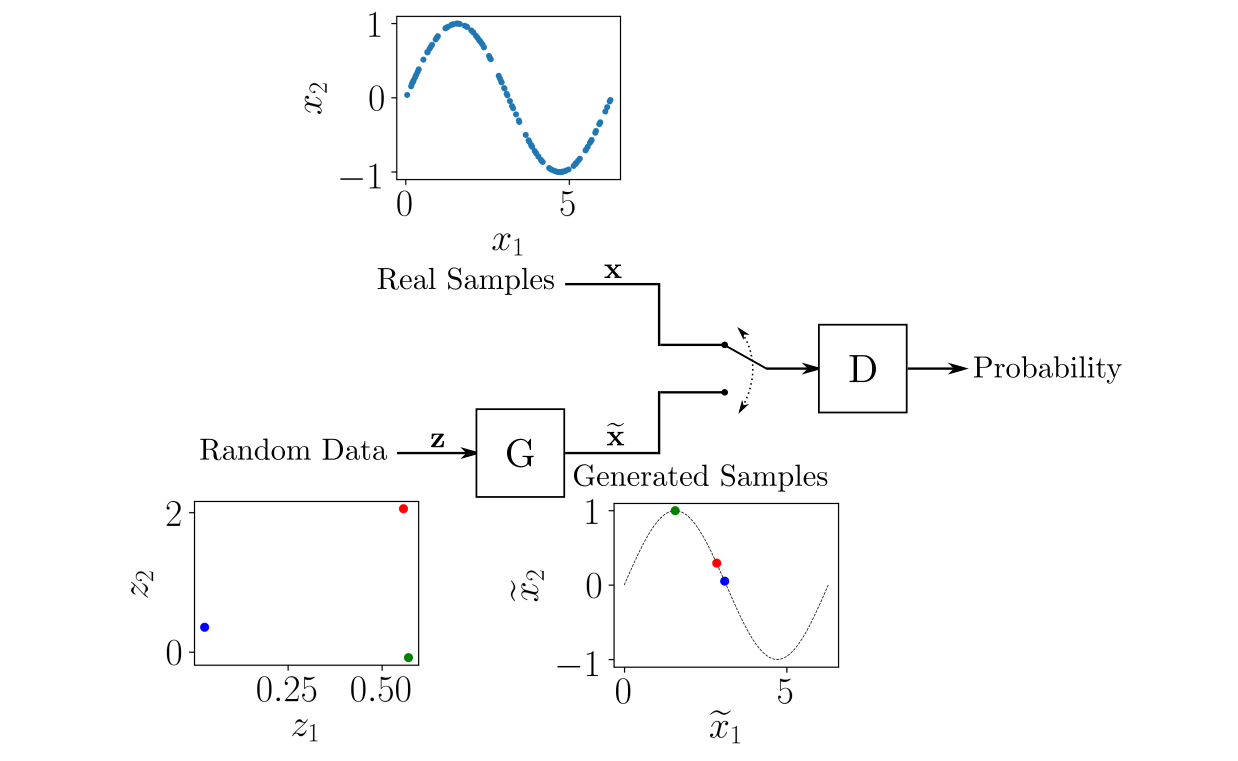 1
0
−1
x₂
0 5
x₁
Real Samples
x
D
Probability
Random Data
z
G
x̃
Generated Samples
2
0
z₂
0.25 0.50
z₁
1
0
−1
x̃₂
0 5
x̃₁